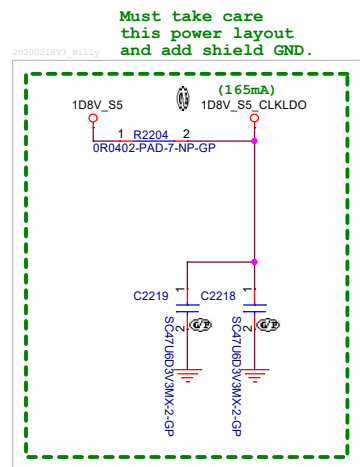 Must take care
this power layout
20200218V3_Willy
and add shield GND.
(165mA)
1D8V_S5
1D8V_S5_CLKLDO
1 R2204 2
0R0402-PAD-7-NP-GP
C2219
1
2
SC47U6D3V3MX-2-GP
G/P
C2218
1
2
SC47U6D3V3MX-2-GP
G/P